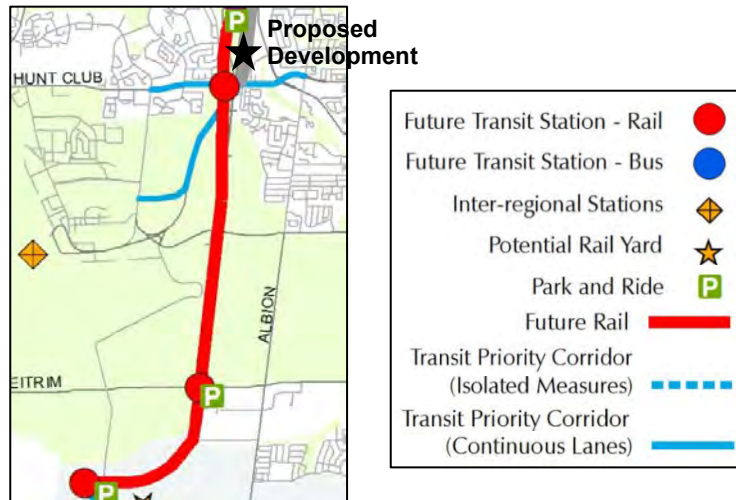 P
Proposed
Development
HUNT CLUB
ALBION
EITRIM
P
P
Future Transit Station - Rail
Future Transit Station - Bus
Inter-regional Stations
Potential Rail Yard
Park and Ride
P
Future Rail
Transit Priority Corridor
(Isolated Measures)
Transit Priority Corridor
(Continuous Lanes)